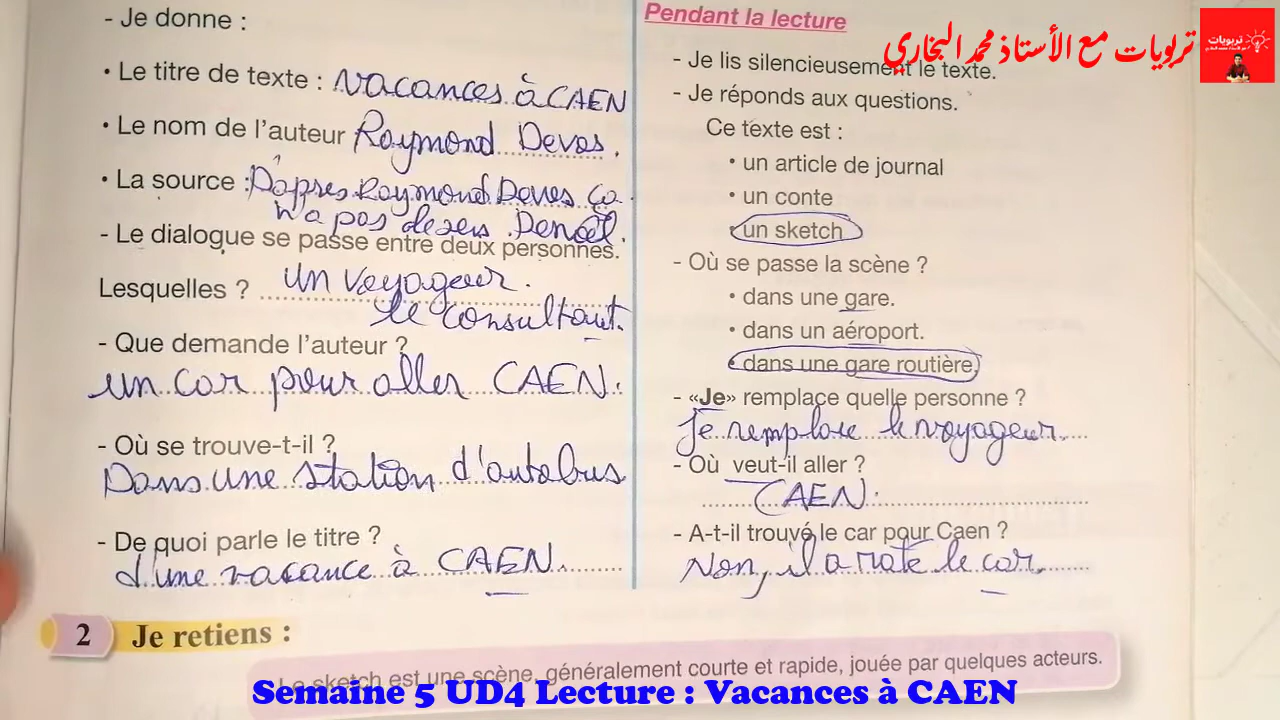 - Je donne :
• Le titre de texte : vacances à CAEN
• Le nom de l'auteur Raymond Devos.
• La source : D'après Raymond Devos ça
n'a pas de sens. Denoël.
- Le dialogue se passe entre deux personnes.
Lesquelles ? un voyageur.
le consultant.
- Que demande l'auteur ?
un car pour aller CAEN.
- Où se trouve-t-il ?
Dans une station d'autobus
- De quoi parle le titre ?
d'une vacance à CAEN.
Pendant la lecture
- Je lis silencieusement le texte.
- Je réponds aux questions.
Ce texte est :
• un article de journal
• un conte
• un sketch
- Où se passe la scène ?
• dans une gare.
• dans un aéroport.
• dans une gare routière.
- «Je» remplace quelle personne ?
Je remplace le voyageur.
- Où veut-il aller ?
CAEN.
- A-t-il trouvé le car pour Caen ?
Non, il a raté le car.
2 Je retiens :
Le sketch est une scène, généralement courte et rapide, jouée par quelques acteurs.
تربويات مع الأستاذ محمد البخاري
تربويات
Semaine 5 UD4 Lecture : Vacances à CAEN